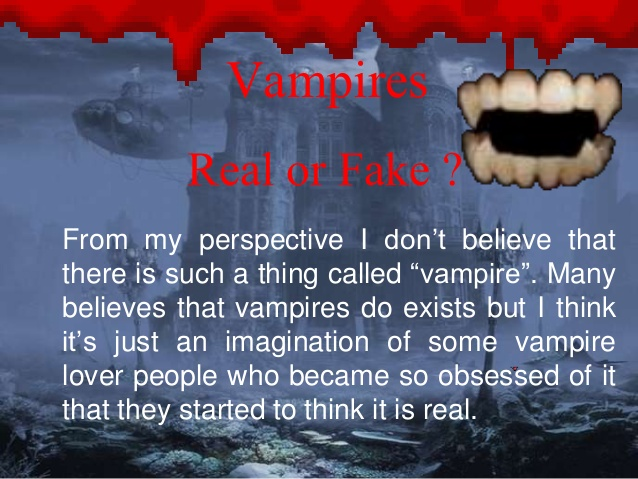 Vampires
Real or Fake ?
From my perspective I don’t believe that
there is such a thing called “vampire”. Many
believes that vampires do exists but I think
it’s just an imagination of some vampire
lover people who became so obsessed of it
that they started to think it is real.